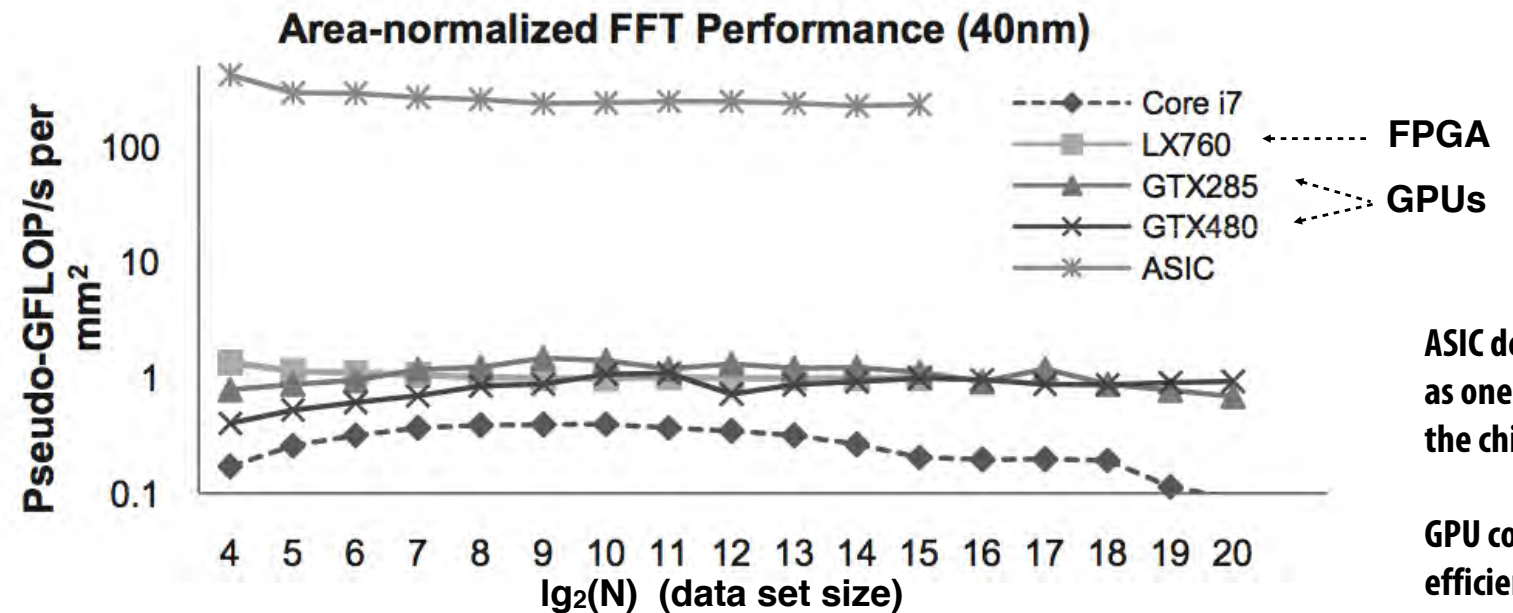 Area-normalized FFT Performance (40nm)
Pseudo-GFLOP/s per
mm²
100
10
1
0.1
4 5 6 7 8 9 10 11 12 13 14 15 16 17 18 19 20
lg₂(N) (data set size)
Core i7
LX760
GTX285
GTX480
ASIC
FPGA
GPUs
ASIC de
as one
the chi
GPU co
efficien